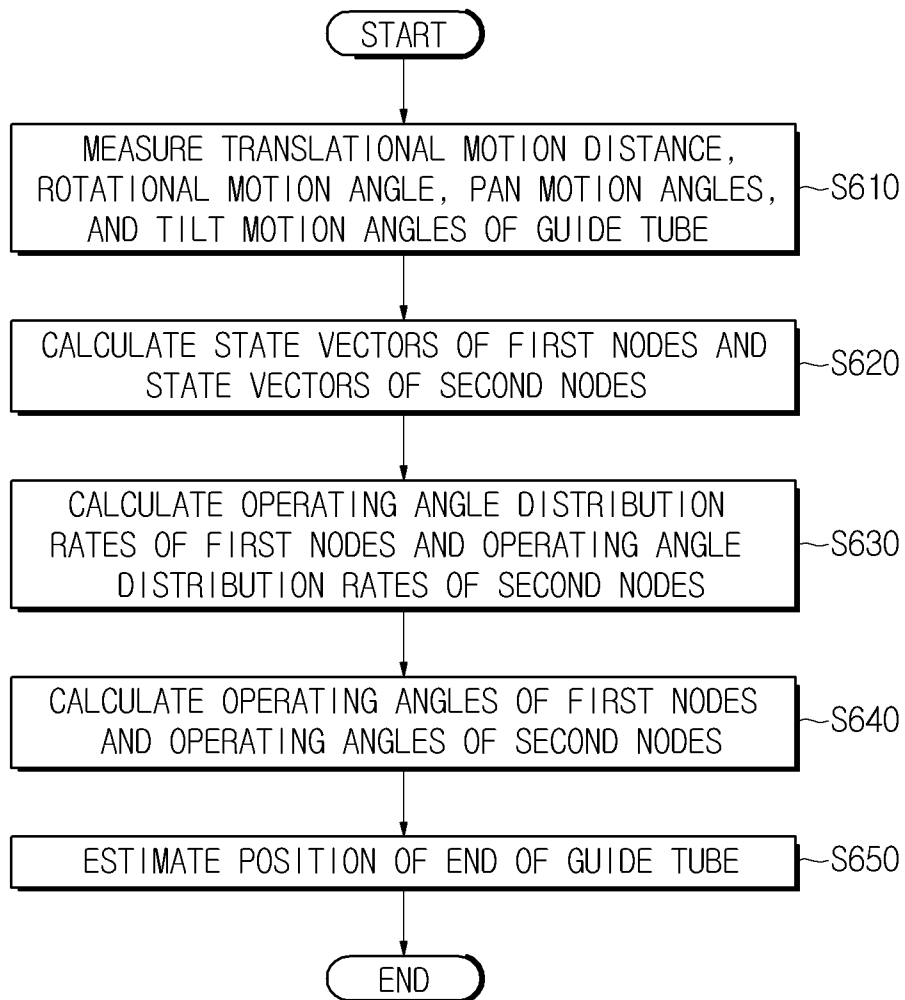 START
MEASURE TRANSLATIONAL MOTION DISTANCE,
ROTATIONAL MOTION ANGLE, PAN MOTION ANGLES,
AND TILT MOTION ANGLES OF GUIDE TUBE
S610
CALCULATE STATE VECTORS OF FIRST NODES AND
STATE VECTORS OF SECOND NODES
S620
CALCULATE OPERATING ANGLE DISTRIBUTION
RATES OF FIRST NODES AND OPERATING ANGLE
DISTRIBUTION RATES OF SECOND NODES
S630
CALCULATE OPERATING ANGLES OF FIRST NODES
AND OPERATING ANGLES OF SECOND NODES
S640
ESTIMATE POSITION OF END OF GUIDE TUBE
S650
END